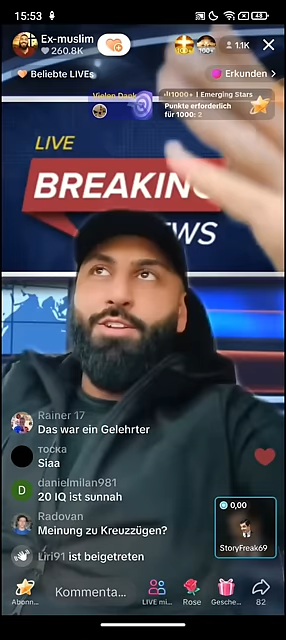 15:53
48
Ex-muslim
260.8K
1.1K
Beliebte LIVEs
Erkunden
Vielen Dank
1000+ | Emerging Stars
Punkte erforderlich
für 1000: 2
LIVE
BREAKING
NEWS
Rainer 17
Das war ein Gelehrter
тоска
Siaa
D
danielmilan981
20 IQ ist sunnah
Radovan
Meinung zu Kreuzzügen?
Liri91 ist beigetreten
0,00
StoryFreak69
Kommenta...
Abonn...
LIVE mi...
Rose
Gesche...
82